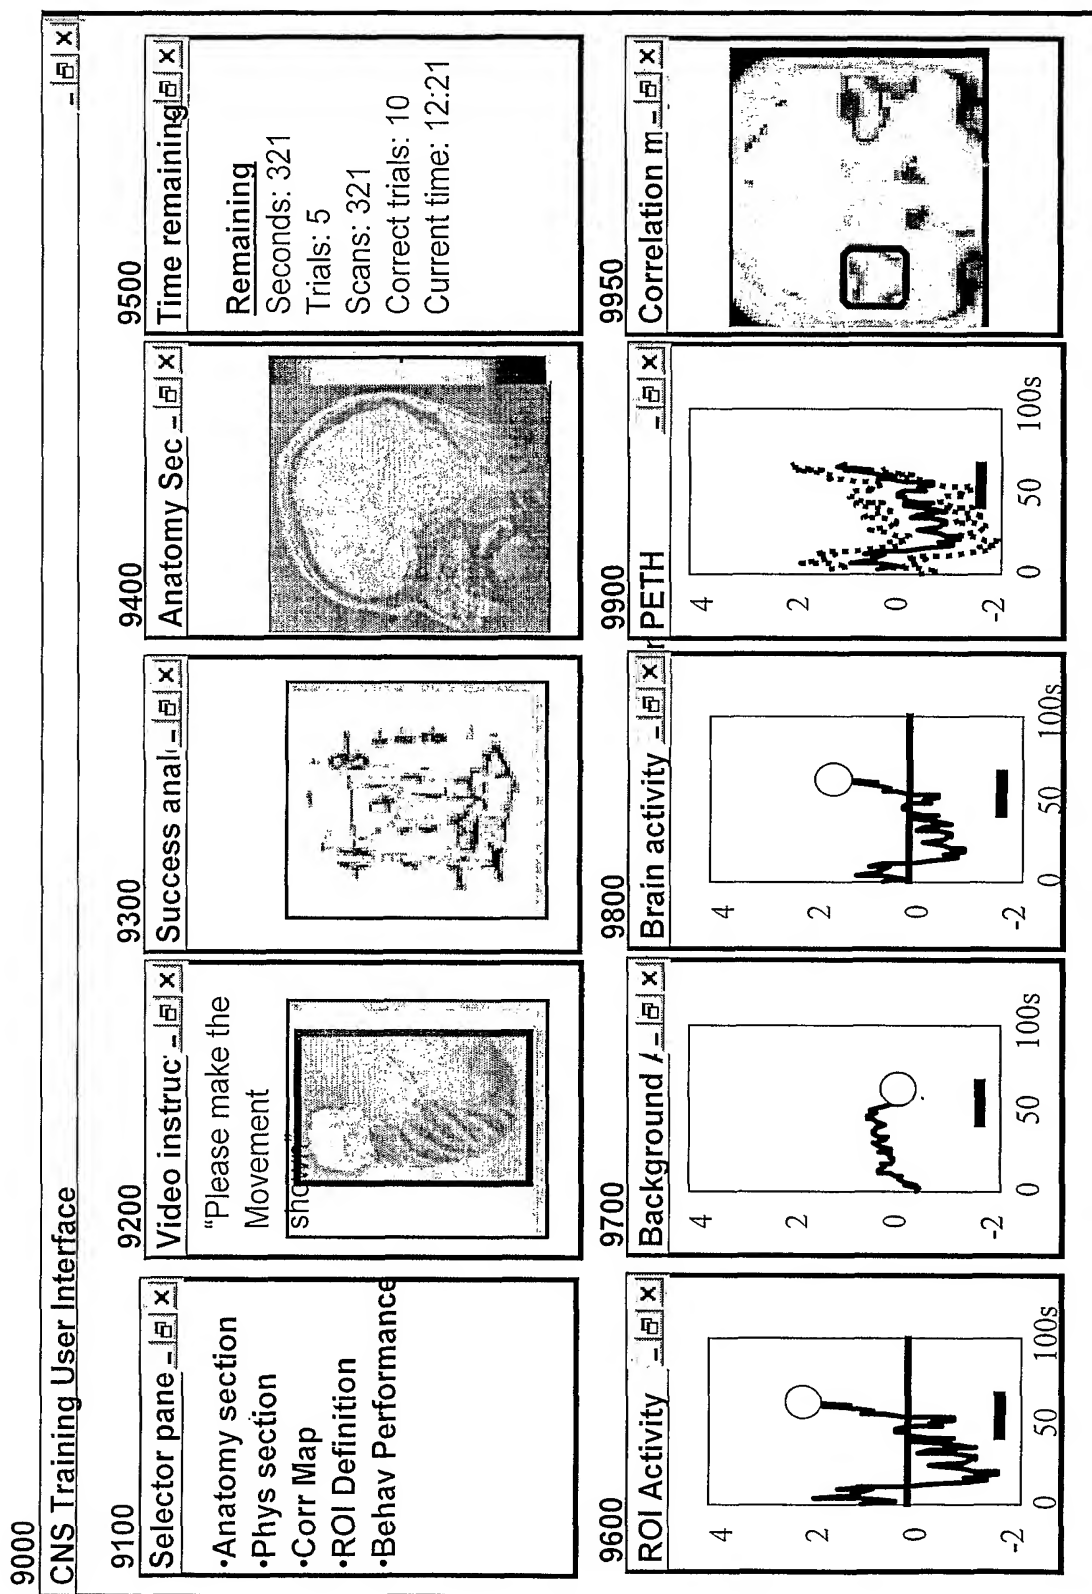 9000
CNS Training User Interface
9100
Selector pane
•Anatomy section
•Phys section
•Corr Map
•ROI Definition
•Behav Performance
9200
Video instruc
"Please make the
Movement
shown"
9300
Success anal
9400
Anatomy Sec
9500
Time remaining
Remaining
Seconds: 321
Trials: 5
Scans: 321
Correct trials: 10
Current time: 12:21
9600
ROI Activity
4
2
0
-2
0
50
100s
9700
Background
4
2
0
-2
0
50
100s
9800
Brain activity
4
2
0
-2
0
50
100s
9900
PETH
4
2
0
-2
0
50
100s
9950
Correlation m